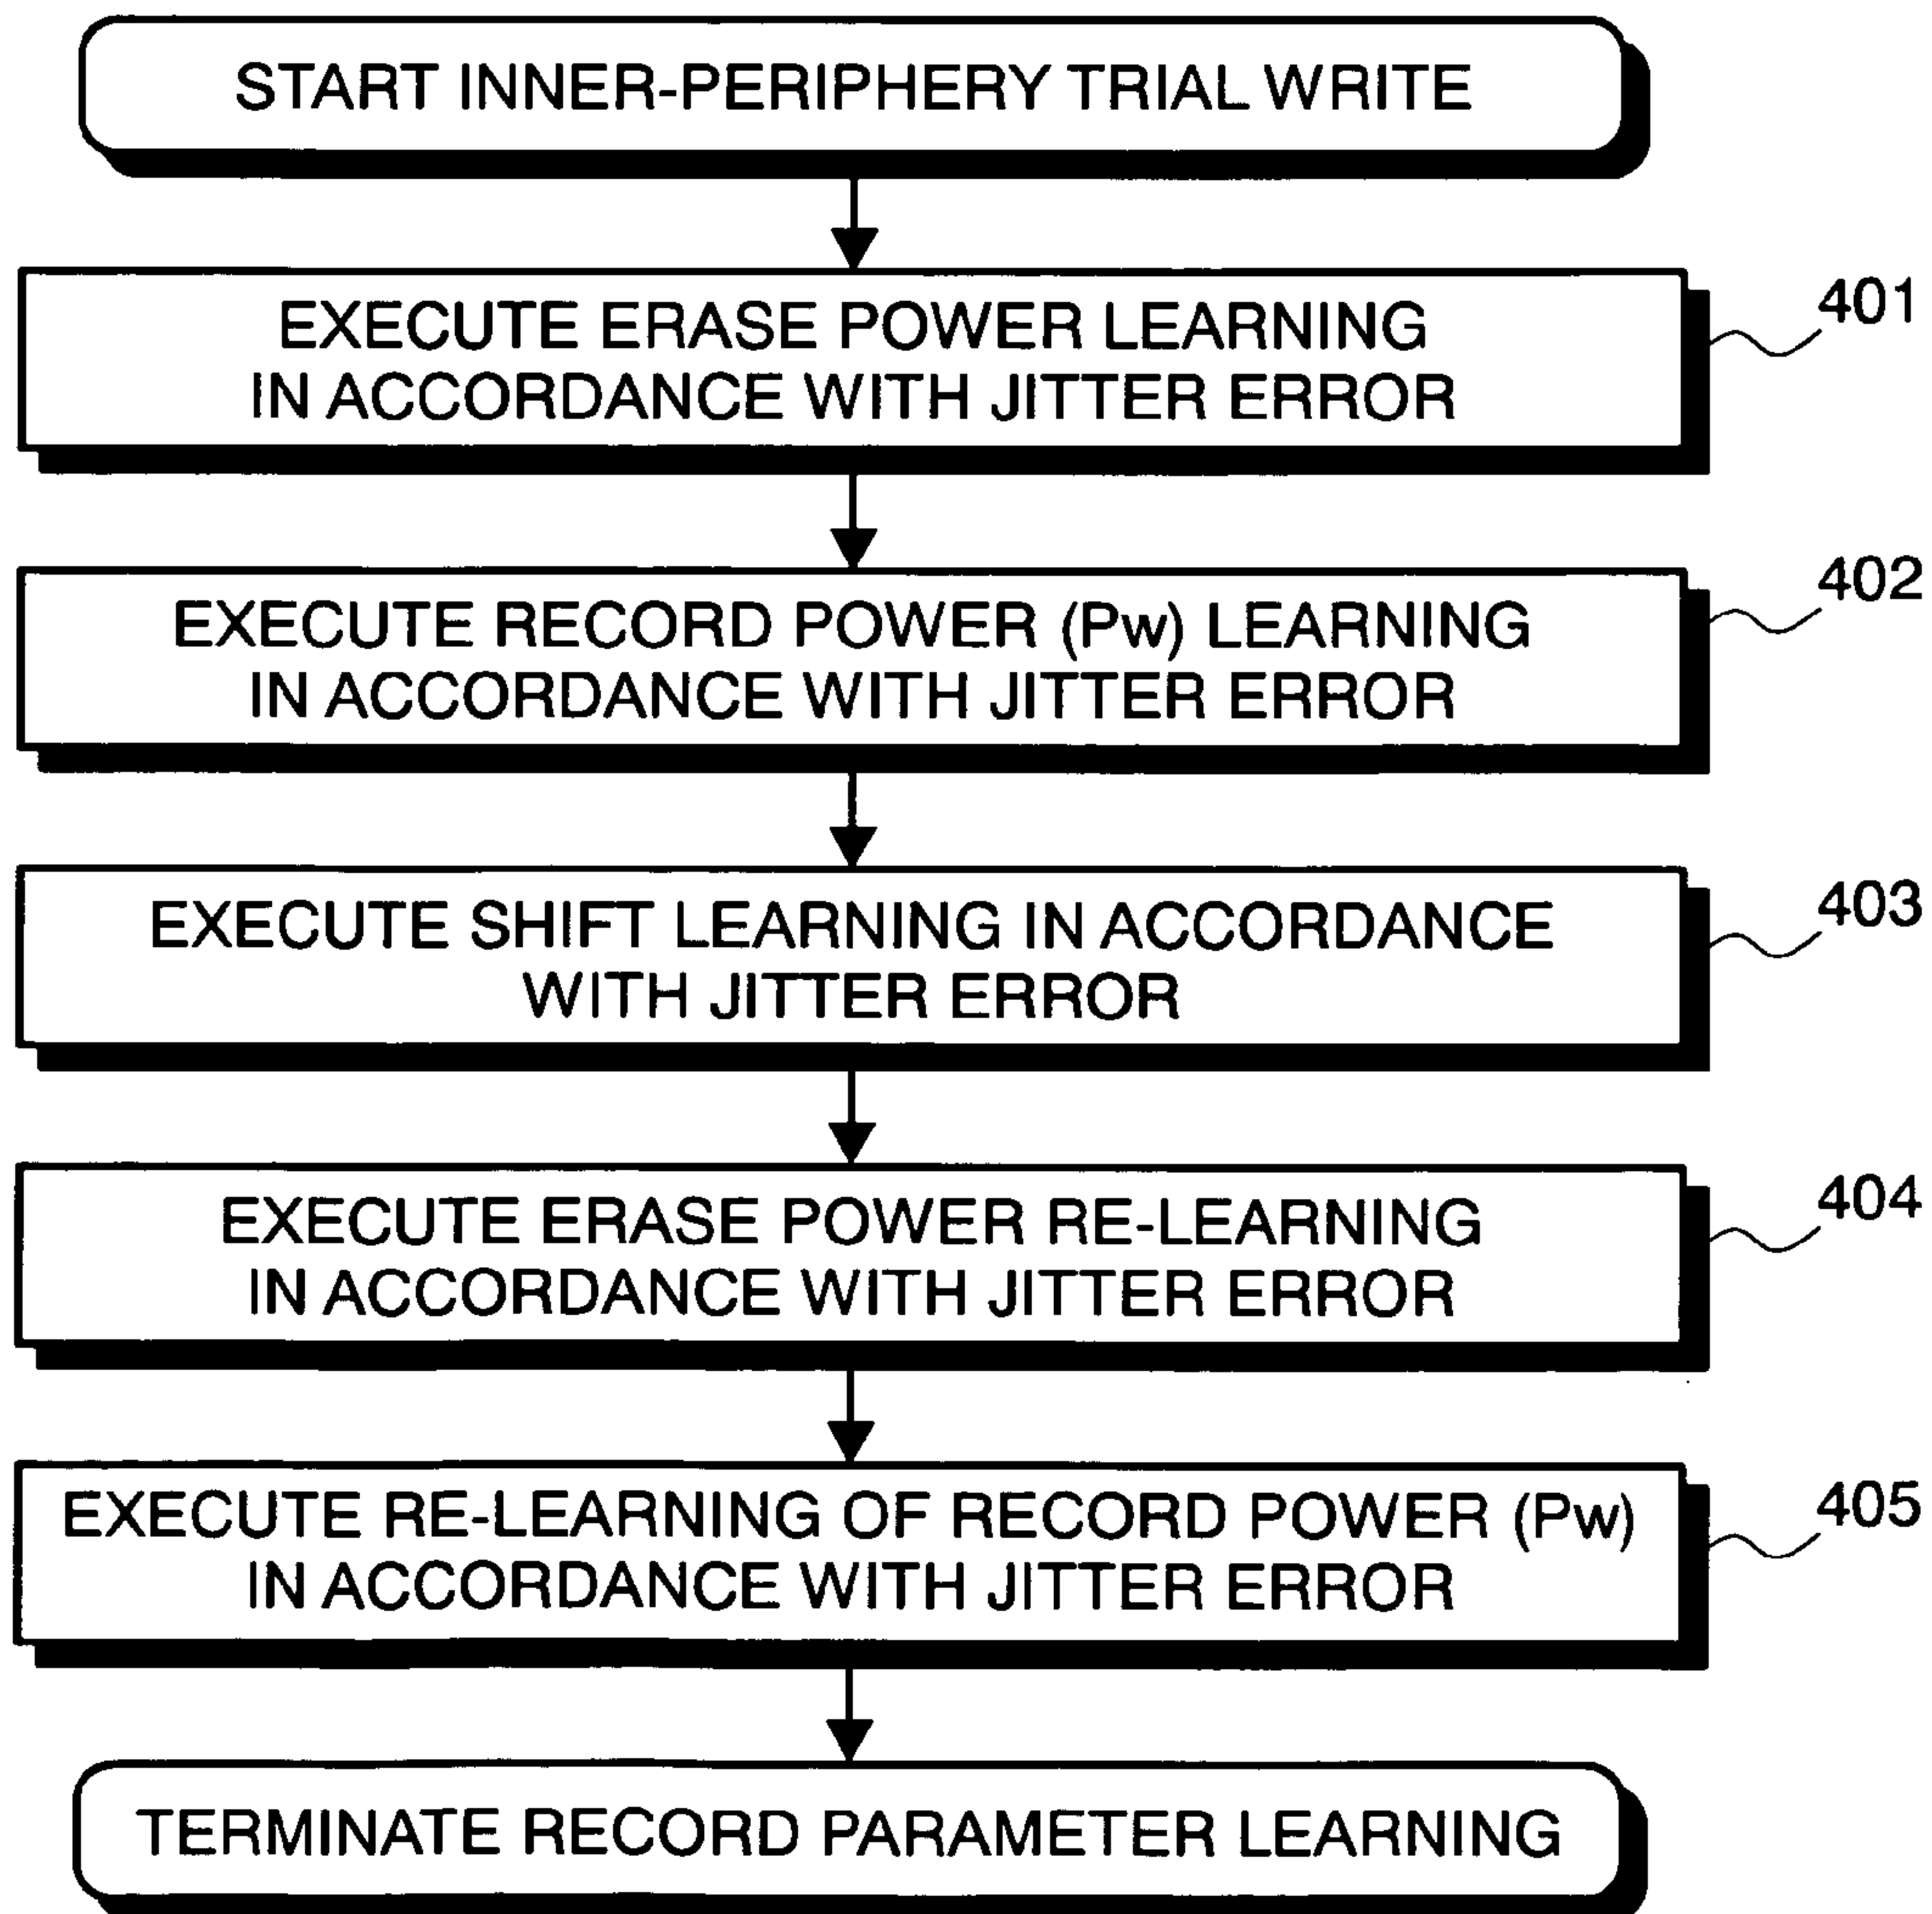 START INNER-PERIPHERY TRIAL WRITE
EXECUTE ERASE POWER LEARNING
IN ACCORDANCE WITH JITTER ERROR
401
EXECUTE RECORD POWER (Pw) LEARNING
IN ACCORDANCE WITH JITTER ERROR
402
EXECUTE SHIFT LEARNING IN ACCORDANCE
WITH JITTER ERROR
403
EXECUTE ERASE POWER RE-LEARNING
IN ACCORDANCE WITH JITTER ERROR
404
EXECUTE RE-LEARNING OF RECORD POWER (Pw)
IN ACCORDANCE WITH JITTER ERROR
405
TERMINATE RECORD PARAMETER LEARNING